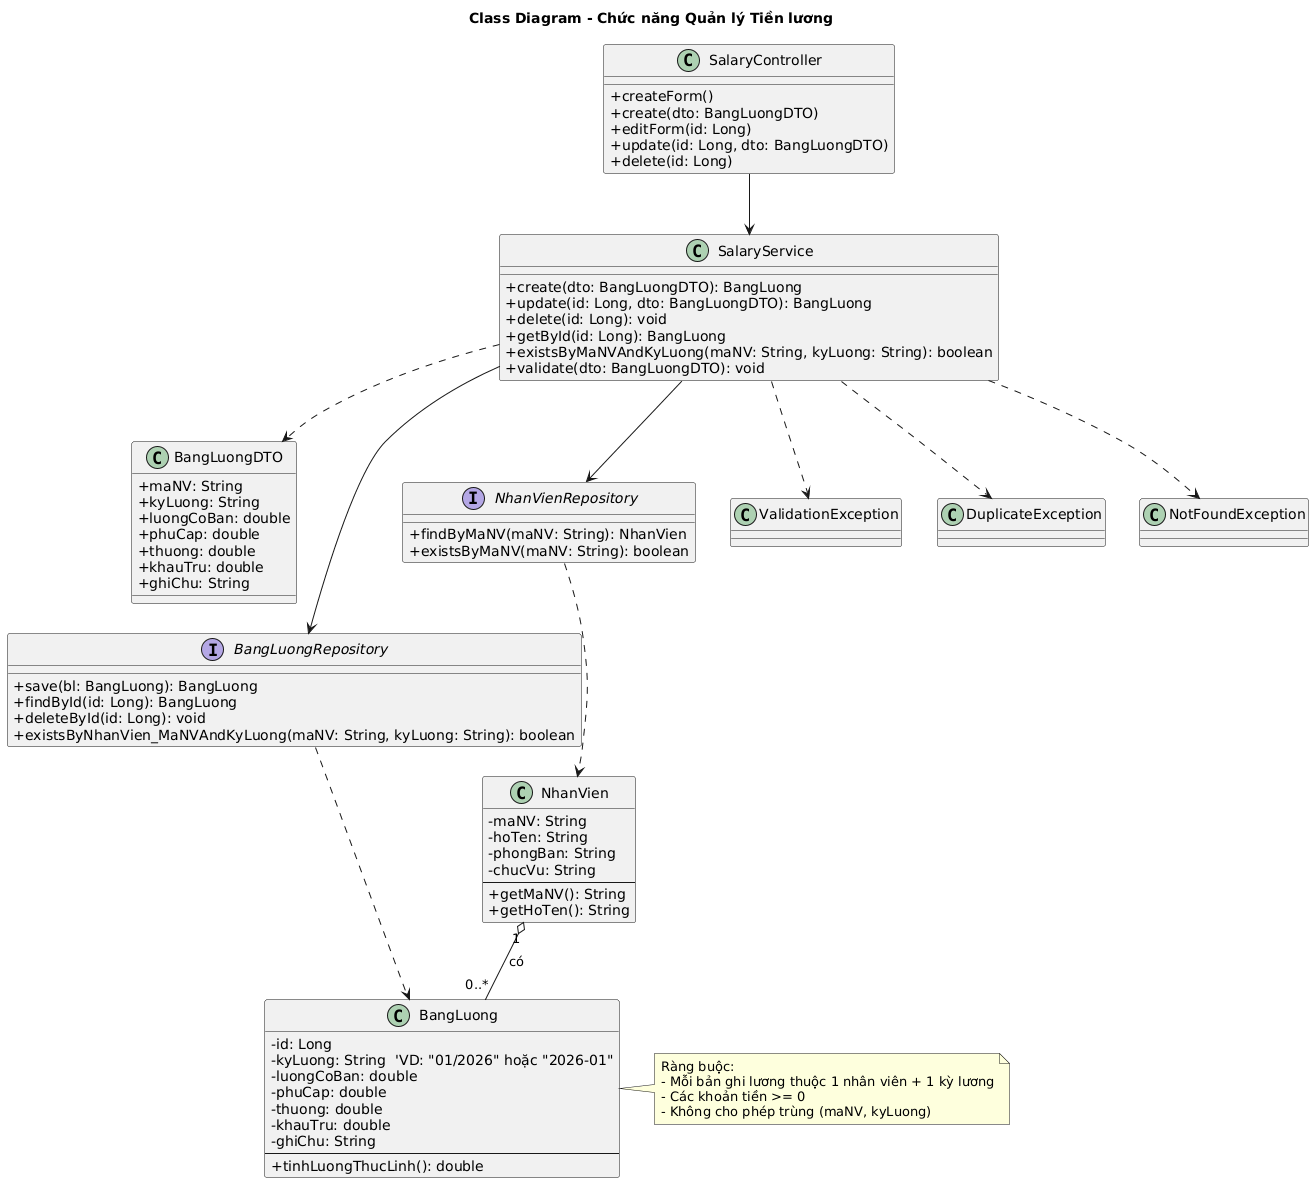 Class Diagram - Chức năng Quản lý Tiền lương
C SalaryController
+createForm()
+create(dto: BangLuongDTO)
+editForm(id: Long)
+update(id: Long, dto: BangLuongDTO)
+delete(id: Long)
C SalaryService
+create(dto: BangLuongDTO): BangLuong
+update(id: Long, dto: BangLuongDTO): BangLuong
+delete(id: Long): void
+getById(id: Long): BangLuong
+existsByMaNVAndKyLuong(maNV: String, kyLuong: String): boolean
+validate(dto: BangLuongDTO): void
C BangLuongDTO
+maNV: String
+kyLuong: String
+luongCoBan: double
+phuCap: double
+thuong: double
+khauTru: double
+ghiChu: String
I NhanVienRepository
+findByMaNV(maNV: String): NhanVien
+existsByMaNV(maNV: String): boolean
C ValidationException
C DuplicateException
C NotFoundException
I BangLuongRepository
+save(bl: BangLuong): BangLuong
+findById(id: Long): BangLuong
+deleteById(id: Long): void
+existsByNhanVien_MaNVAndKyLuong(maNV: String, kyLuong: String): boolean
C NhanVien
-maNV: String
-hoTen: String
-phongBan: String
-chucVu: String
+getMaNV(): String
+getHoTen(): String
1
có
0..*
C BangLuong
-id: Long
-kyLuong: String  'VD: "01/2026" hoặc "2026-01"
-luongCoBan: double
-phuCap: double
-thuong: double
-khauTru: double
-ghiChu: String
+tinhLuongThucLinh(): double
Ràng buộc:
- Mỗi bản ghi lương thuộc 1 nhân viên + 1 kỳ lương
- Các khoản tiền >= 0
- Không cho phép trùng (maNV, kyLuong)